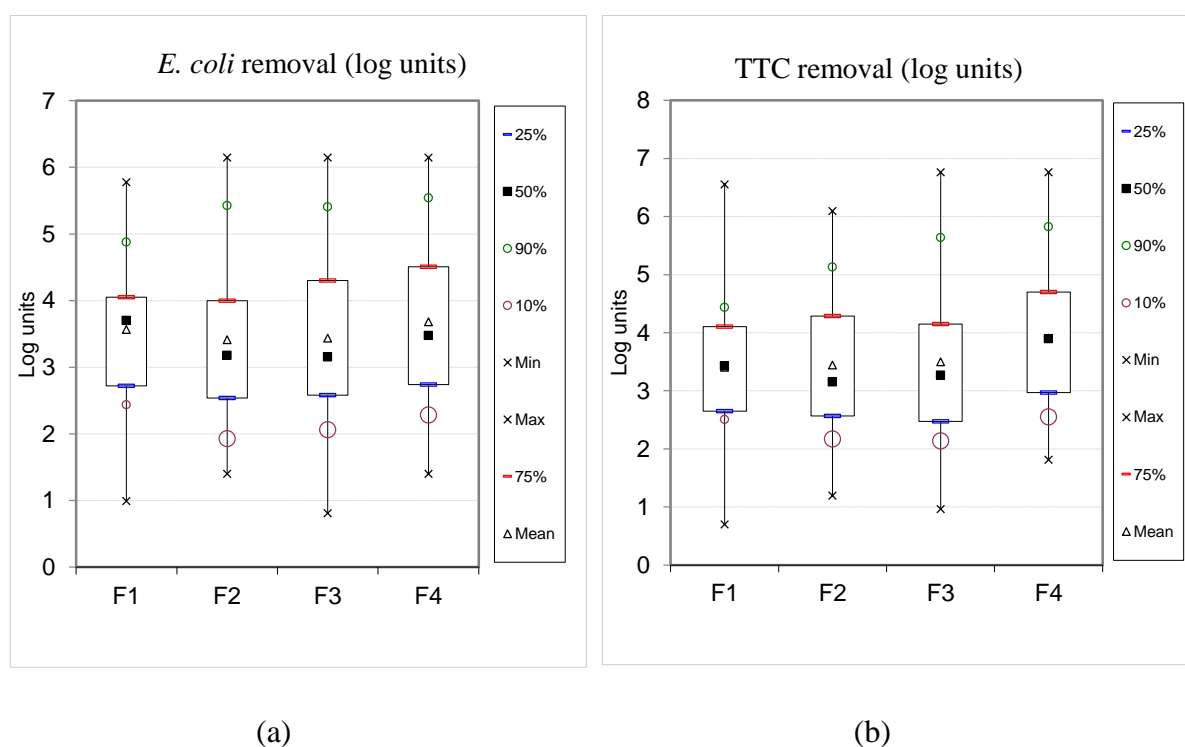 E. coli removal (log units)
7
6
5
4
3
2
1
0
Log units
F1 F2 F3 F4
25%
50%
90%
10%
Min
Max
75%
Mean
(a)
TTC removal (log units)
8
7
6
5
4
3
2
1
0
Log units
F1 F2 F3 F4
25%
50%
90%
10%
Min
Max
75%
Mean
(b)